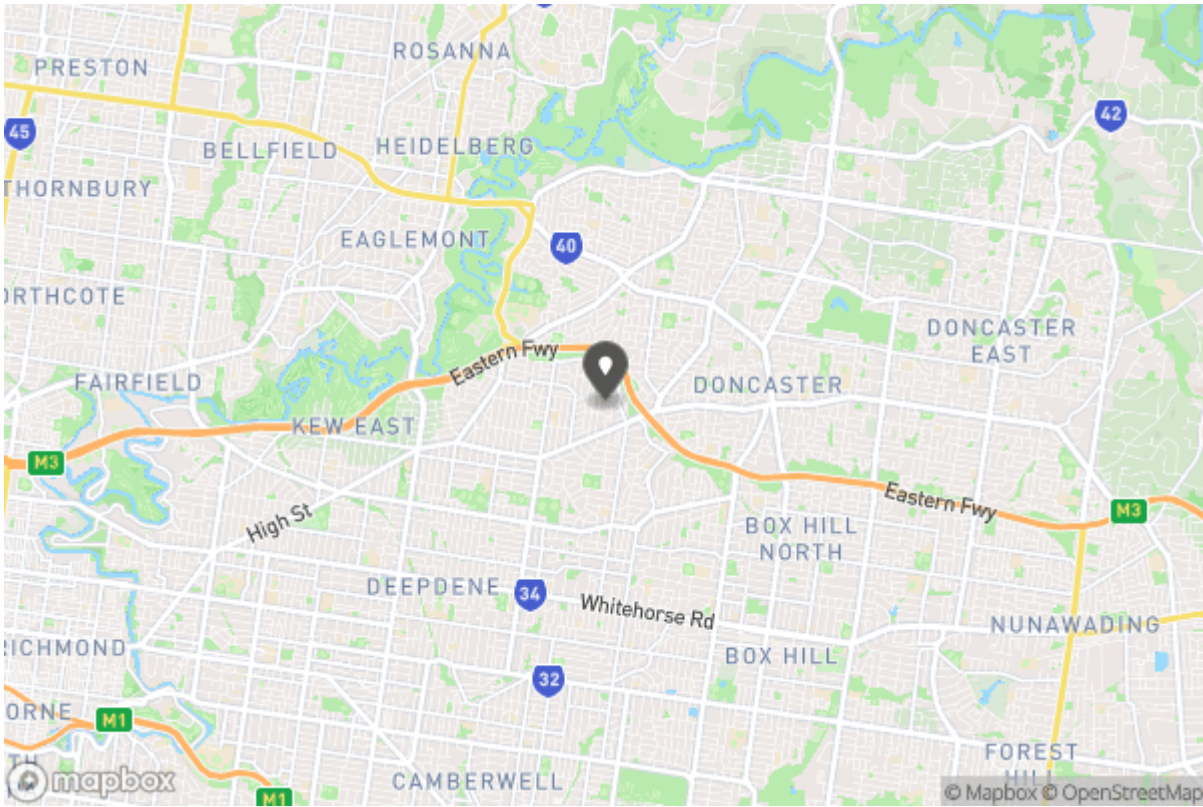 ROSANNA
PRESTON
42
45
BELLFIELD
HEIDELBERG
THORNBURY
EAGLEMONT
40
ORTHCOTE
DONCASTER
EAST
Eastern Fwy
FAIRFIELD
DONCASTER
KEW EAST
M3
Eastern Fwy
M3
High St
BOX HILL
NORTH
DEEPDENE
34
Whitehorse Rd
NUNAWADING
RICHMOND
BOX HILL
32
ORNE
M1
TH
FOREST
HILL
mapbox
CAMBERWELL
M1
© Mapbox © OpenStreetMap